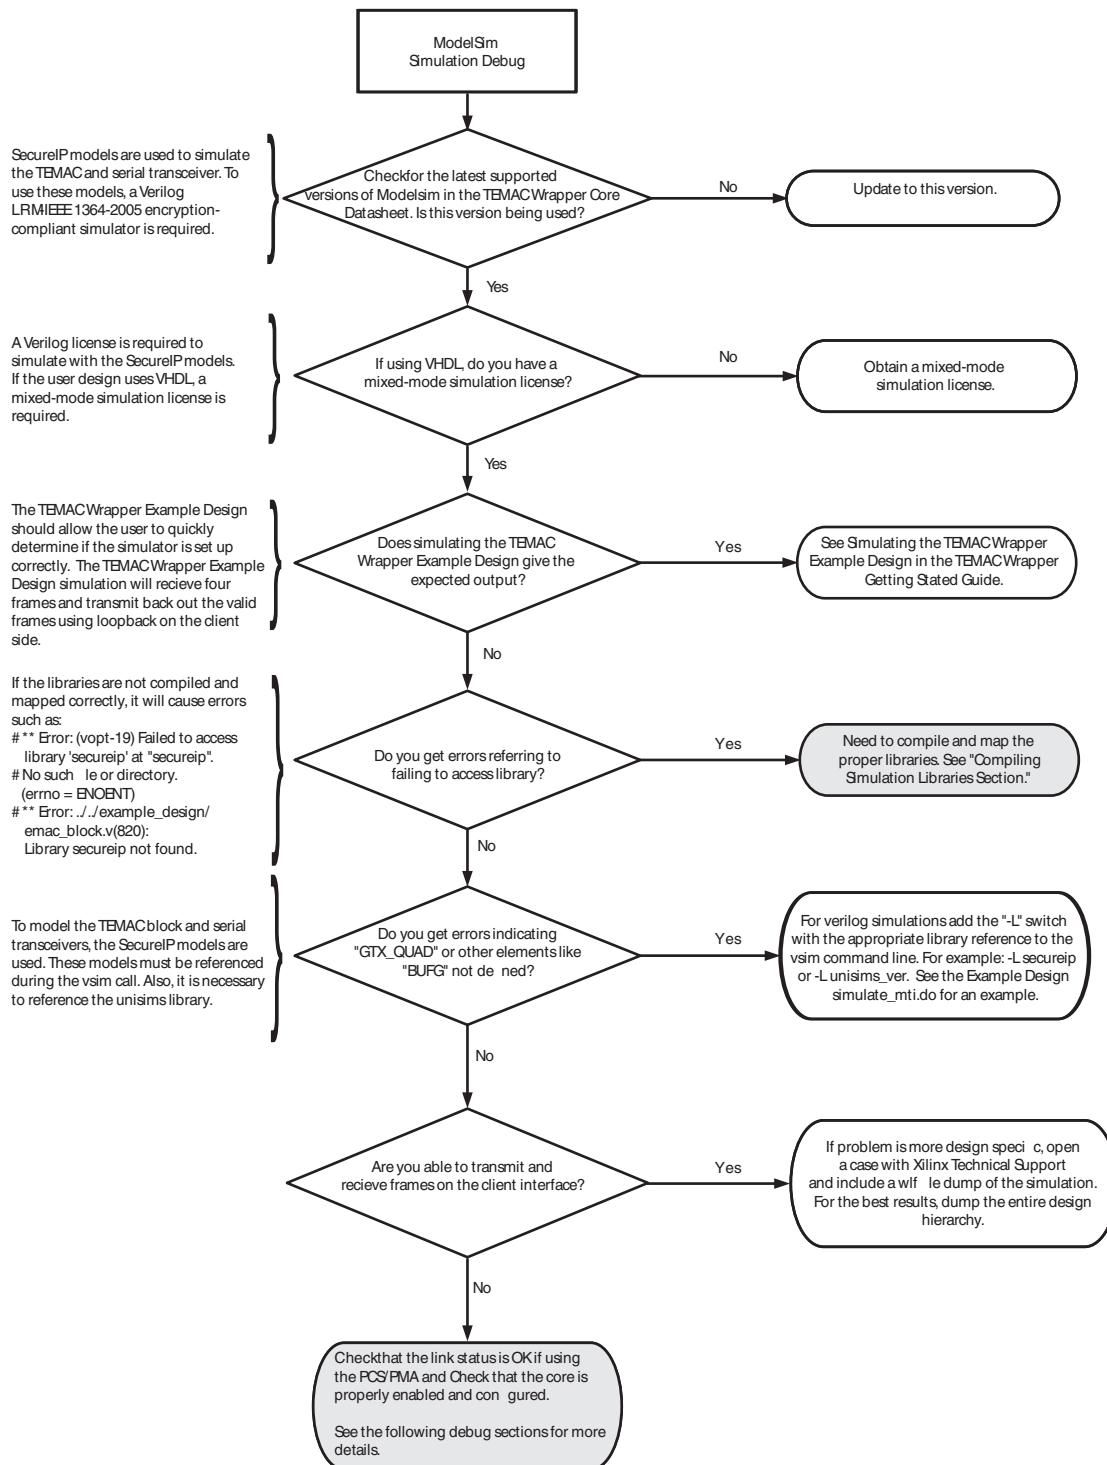 ModelSim
Simulation Debug
SecureIP models are used to simulate
the TEMAC and serial transceiver. To
use these models, a Verilog
LRM-IEEE 1364-2005 encryption-
compliant simulator is required.
Check for the latest supported
versions of Modelsim in the TEMAC Wrapper Core
Datasheet. Is this version being used?
No
Update to this version.
Yes
A Verilog license is required to
simulate with the SecureIP models.
If the user design uses VHDL, a
mixed-mode simulation license is
required.
If using VHDL, do you have a
mixed-mode simulation license?
No
Obtain a mixed-mode
simulation license.
Yes
The TEMAC Wrapper Example Design
should allow the user to quickly
determine if the simulator is set up
correctly. The TEMAC Wrapper Example
Design simulation will recieve four
frames and transmit back out the valid
frames using loopback on the client
side.
Does simulating the TEMAC
Wrapper Example Design give the
expected output?
Yes
See Simulating the TEMAC Wrapper
Example Design in the TEMAC Wrapper
Getting Stated Guide.
No
If the libraries are not compiled and
mapped correctly, it will cause errors
such as:
# ** Error: (vopt-19) Failed to access
library 'secureip' at "secureip".
# No such le or directory.
(errno = ENOENT)
# ** Error: ../../example_design/
emac_block.v(820):
Library secureip not found.
Do you get errors referring to
failing to access library?
Yes
Need to compile and map the
proper libraries. See "Compiling
Simulation Libraries Section."
No
To model the TEMAC block and serial
transceivers, the SecureIP models are
used. These models must be referenced
during the vsim call. Also, it is necessary
to reference the unisims library.
Do you get errors indicating
"GTX_QUAD" or other elements like
"BUFG" not de ned?
Yes
For verilog simulations add the "-L" switch
with the appropriate library reference to the
vsim command line. For example: -L secureip
or -L unisims_ver. See the Example Design
simulate_mti.do for an example.
No
Are you able to transmit and
recieve frames on the client interface?
Yes
If problem is more design speci c, open
a case with Xilinx Technical Support
and include a wlf le dump of the simulation.
For the best results, dump the entire design
hierarchy.
No
Check that the link status is OK if using
the PCS/PMA and Check that the core is
properly enabled and con gured.
See the following debug sections for more
details.